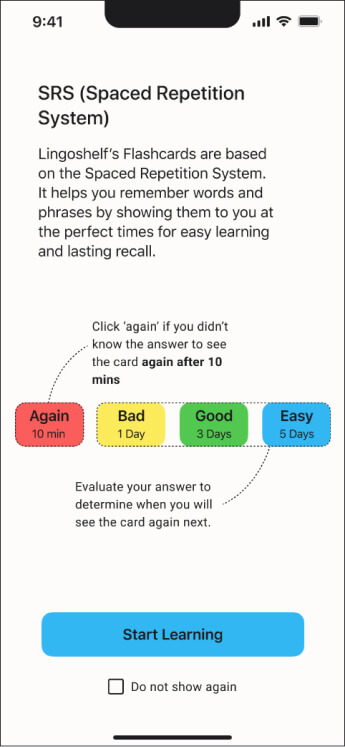 9:41
SRS (Spaced Repetition
System)
Lingoshelf's Flashcards are based
on the Spaced Repetition System.
It helps you remember words and
phrases by showing them to you at
the perfect times for easy learning
and lasting recall.
Click 'again' if you didn't
know the answer to see
the card again after 10
mins
Again Bad Good Easy
10 min 1 Day 3 Days 5 Days
Evaluate your answer to
determine when you will
see the card again next.
Start Learning
Do not show again